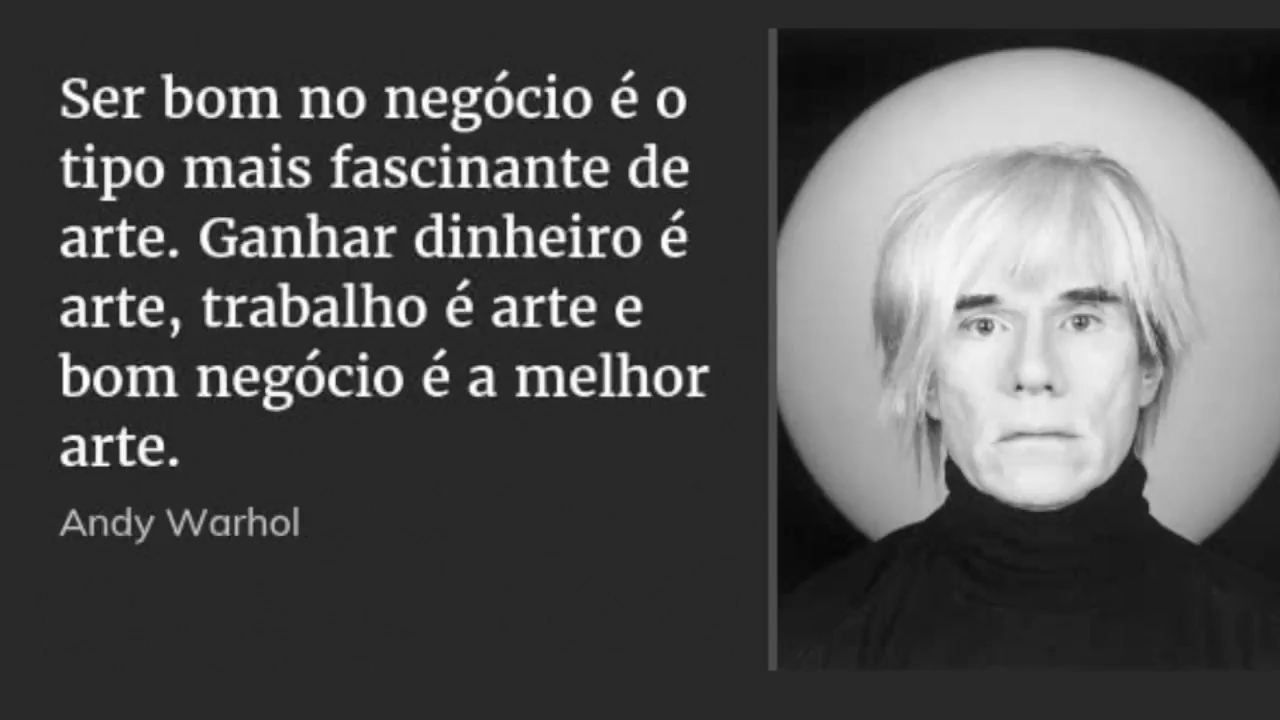 Ser bom no negócio é o
tipo mais fascinante de
arte. Ganhar dinheiro é
arte, trabalho é arte e
bom negócio é a melhor
arte.
Andy Warhol